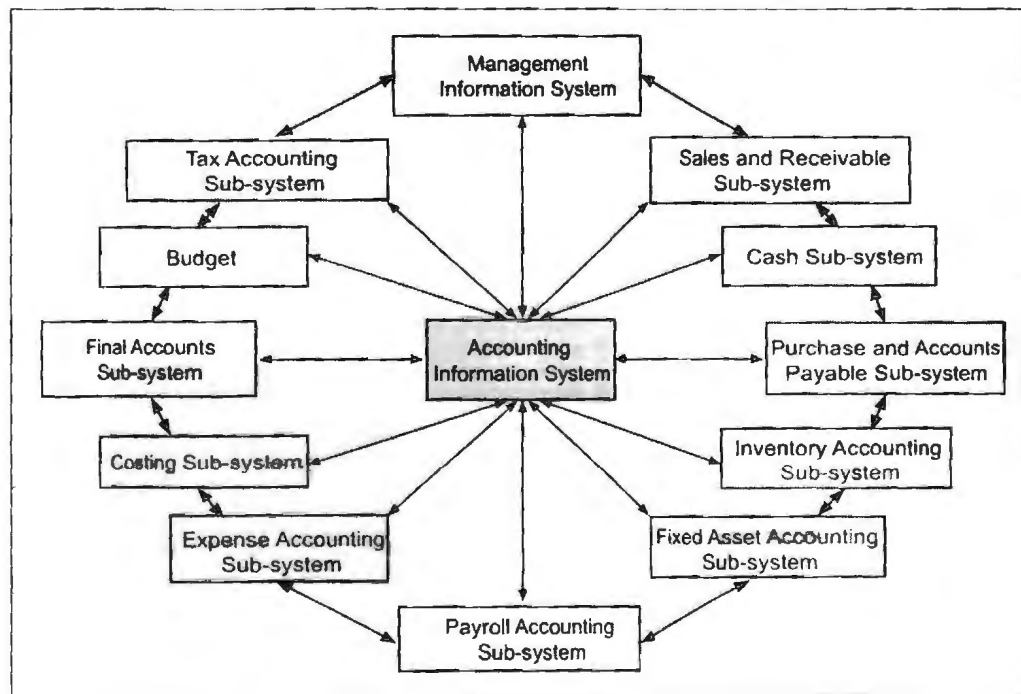 Management
Information System
Tax Accounting
Sub-system
Sales and Receivable
Sub-system
Budget
Cash Sub-system
Final Accounts
Sub-system
Accounting
Information System
Purchase and Accounts
Payable Sub-system
Costing Sub-system
Inventory Accounting
Sub-system
Expense Accounting
Sub-system
Fixed Asset Accounting
Sub-system
Payroll Accounting
Sub-system